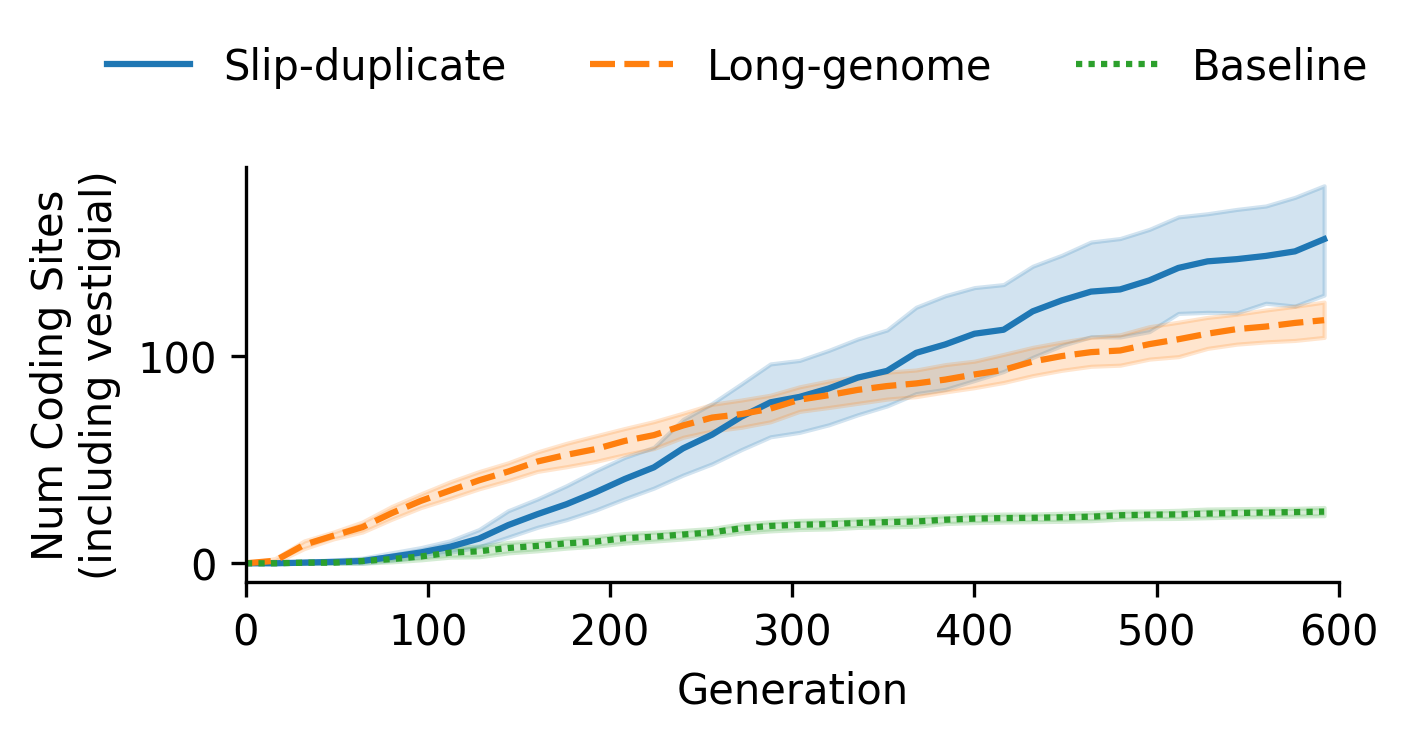 Slip-duplicate Long-genome Baseline
Num Coding Sites
(including vestigial)
100
0
0 100 200 300 400 500 600
Generation